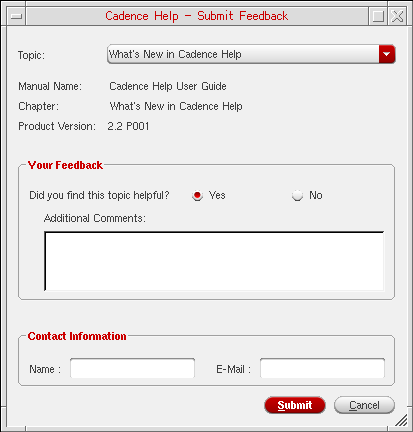 Cadence Help - Submit Feedback
Topic: What's New in Cadence Help
Manual Name: Cadence Help User Guide
Chapter: What's New in Cadence Help
Product Version: 2.2 P001
Your Feedback
Did you find this topic helpful? Yes No
Additional Comments:
Contact Information
Name : E-Mail :
Submit Cancel